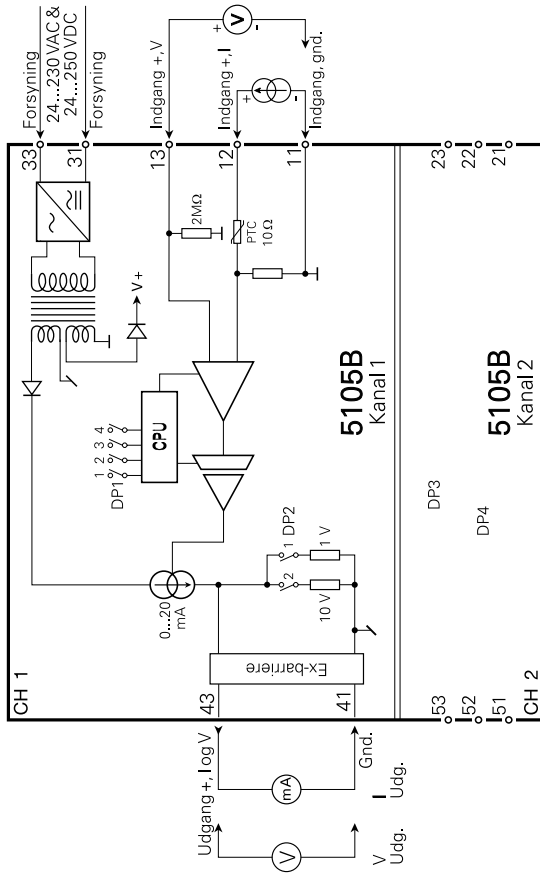 CH 1
Forsyning
24...230 VAC &
24...250 VDC
Forsyning
33
31
V+
Indgang +, V
13
2MΩ
V
+
-
Indgang +, I
12
PTC
10 Ω
+
-
Indgang, gnd.
11
DP1
1 2 3 4
CPU
0...20
mA
DP2
1
2
1 V
10 V
Ex-barriere
43
41
Udgang +, I og V
Gnd.
mA
V
I
Udg.
V
Udg.
5105B
Kanal 1
DP3
DP4
5105B
Kanal 2
23
22
21
53
52
51
CH 2